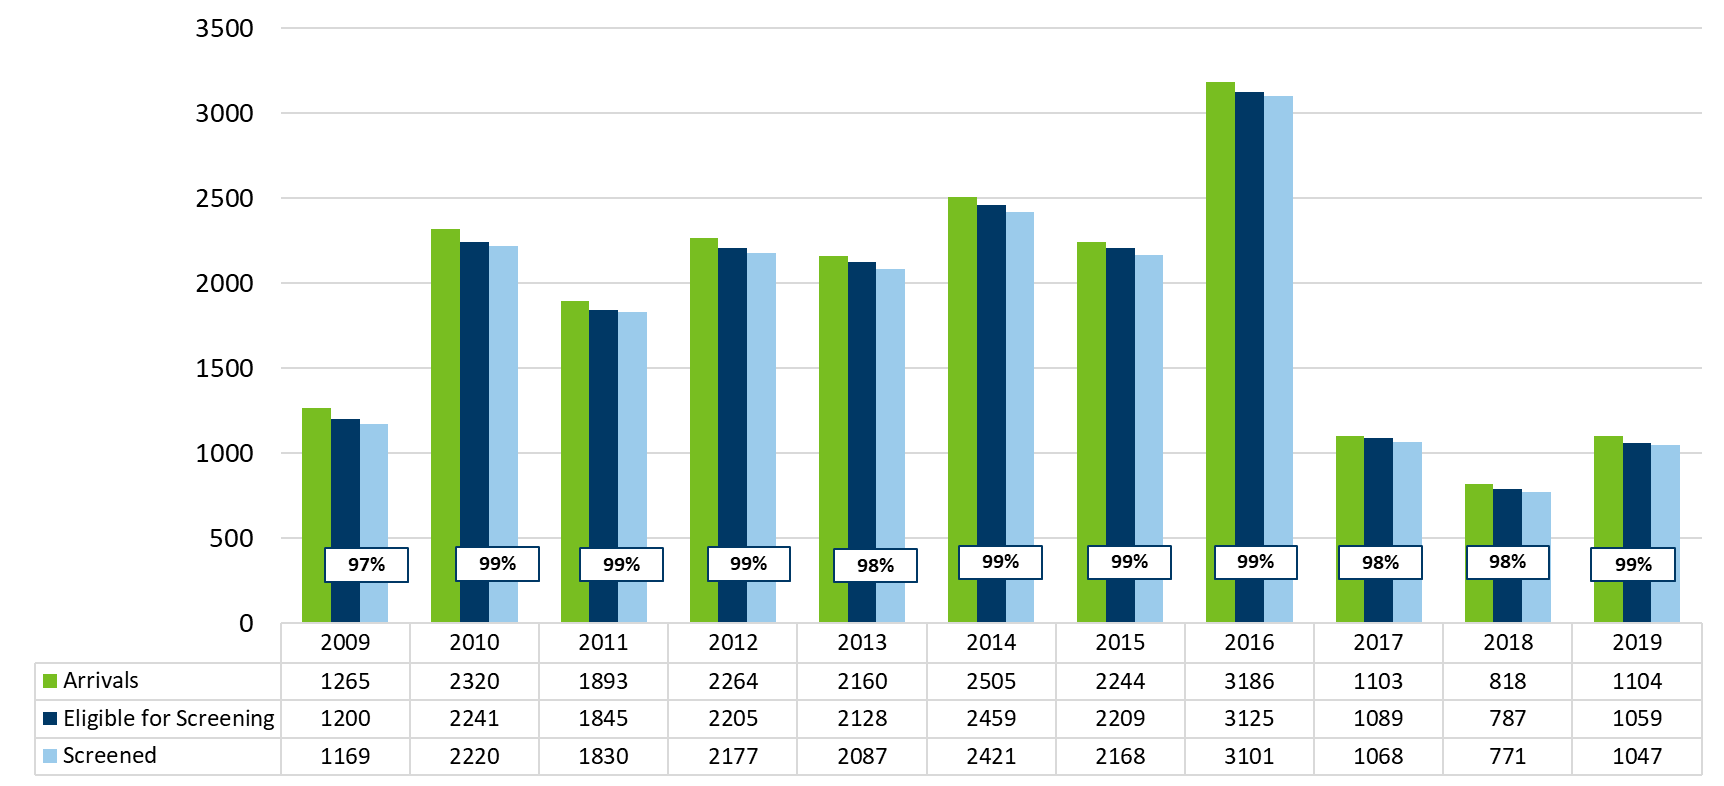 3500
3000
2500
2000
1500
1000
500
0
97% 99% 99% 99% 98% 99% 99% 99% 98% 98% 99%
2009 2010 2011 2012 2013 2014 2015 2016 2017 2018 2019
Arrivals 1265 2320 1893 2264 2160 2505 2244 3186 1103 818 1104
Eligible for Screening 1200 2241 1845 2205 2128 2459 2209 3125 1089 787 1059
Screened 1169 2220 1830 2177 2087 2421 2168 3101 1068 771 1047